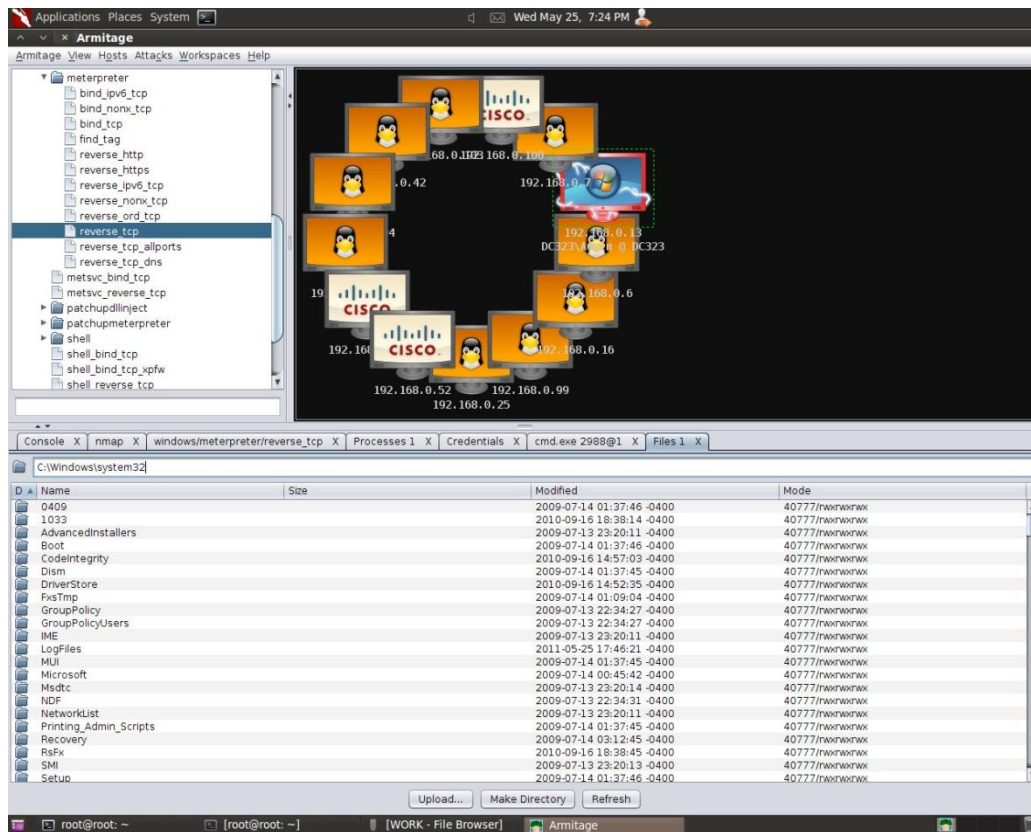 Applications Places System Wed May 25, 7:24 PM
Armitage
Armitage View Hosts Attacks Workspaces Help
meterpreter
bind_ipv6_tcp
bind_nonx_tcp
bind_tcp
find_tag
reverse_http
reverse_https
reverse_ipv6_tcp
reverse_nonx_tcp
reverse_ord_tcp
reverse_tcp
reverse_tcp_allports
reverse_tcp_dns
metsvc_bind_tcp
metsvc_reverse_tcp
patchupdllinject
patchupmeterpreter
shell
shell_bind_tcp
shell_bind_tcp_xpfw
shell_reverse_tcp
CISCO
192.168.0.13
DC323
192.168.0.6
CISCO
CISCO
192.168.0.16
192.168.0.52 192.168.0.99
192.168.0.25
Console X nmap X windows/meterpreter/reverse_tcp X Processes 1 X Credentials X cmd.exe 2988@1 X Files 1 X
C:\Windows\system32
D Name Size Modified Mode
0409 2009-07-14 01:37:46 -0400 40777/rwxrwxrwx
1033 2010-09-16 18:38:14 -0400 40777/rwxrwxrwx
AdvancedInstallers 2009-07-13 23:20:11 -0400 40777/rwxrwxrwx
Boot 2009-07-14 01:37:46 -0400 40777/rwxrwxrwx
CodeIntegrity 2010-09-16 14:57:03 -0400 40777/rwxrwxrwx
Dism 2009-07-14 01:37:45 -0400 40777/rwxrwxrwx
DriverStore 2010-09-16 14:52:35 -0400 40777/rwxrwxrwx
FxsTmp 2009-07-14 01:09:04 -0400 40777/rwxrwxrwx
GroupPolicy 2009-07-13 22:34:27 -0400 40777/rwxrwxrwx
GroupPolicyUsers 2009-07-13 22:34:27 -0400 40777/rwxrwxrwx
IME 2009-07-13 23:20:11 -0400 40777/rwxrwxrwx
LogFiles 2011-05-25 17:46:21 -0400 40777/rwxrwxrwx
MUI 2009-07-14 01:37:45 -0400 40777/rwxrwxrwx
Microsoft 2009-07-14 00:45:42 -0400 40777/rwxrwxrwx
Msdtc 2009-07-13 23:20:14 -0400 40777/rwxrwxrwx
NDF 2009-07-13 22:34:31 -0400 40777/rwxrwxrwx
NetworkList 2009-07-13 23:20:11 -0400 40777/rwxrwxrwx
Printing_Admin_Scripts 2009-07-14 01:37:45 -0400 40777/rwxrwxrwx
Recovery 2009-07-14 03:12:45 -0400 40777/rwxrwxrwx
RsFx 2010-09-16 18:38:45 -0400 40777/rwxrwxrwx
SMI 2009-07-13 23:20:13 -0400 40777/rwxrwxrwx
Setup 2009-07-14 01:37:46 -0400 40777/rwxrwxrwx
Upload... Make Directory Refresh
root@root: ~ [root@root: ~] [WORK - File Browser] Armitage